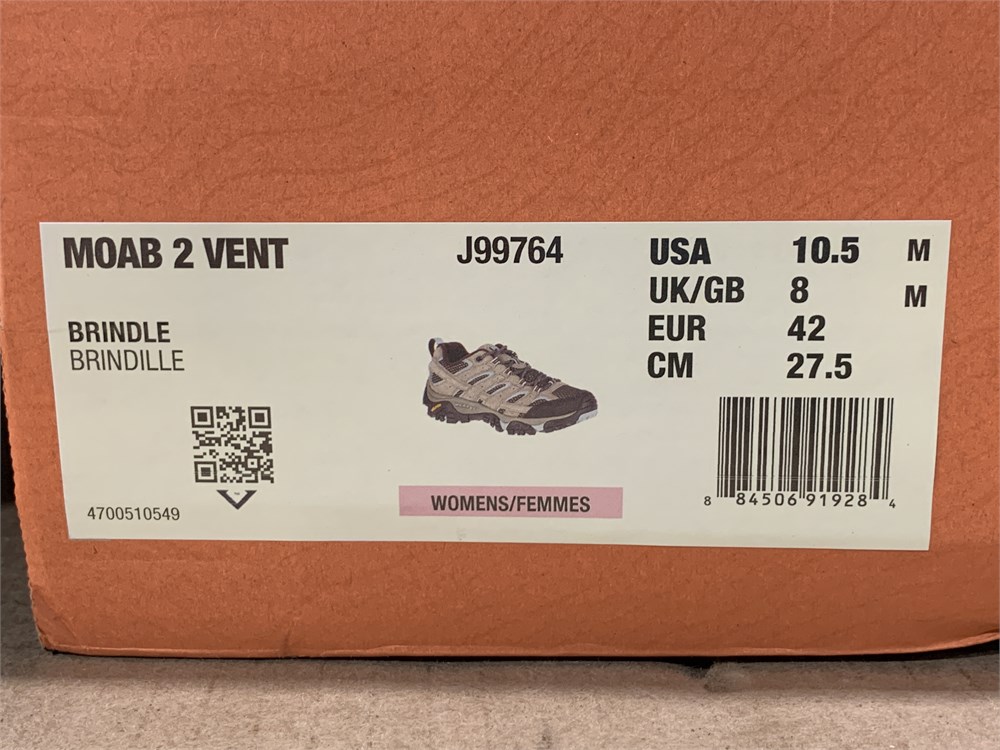 MOAB 2 VENT
J99764
USA 10.5 M
UK/GB 8 M
EUR 42
CM 27.5
BRINDLE
BRINDILLE
4700510549
WOMENS/FEMMES
8 84506 91928 4